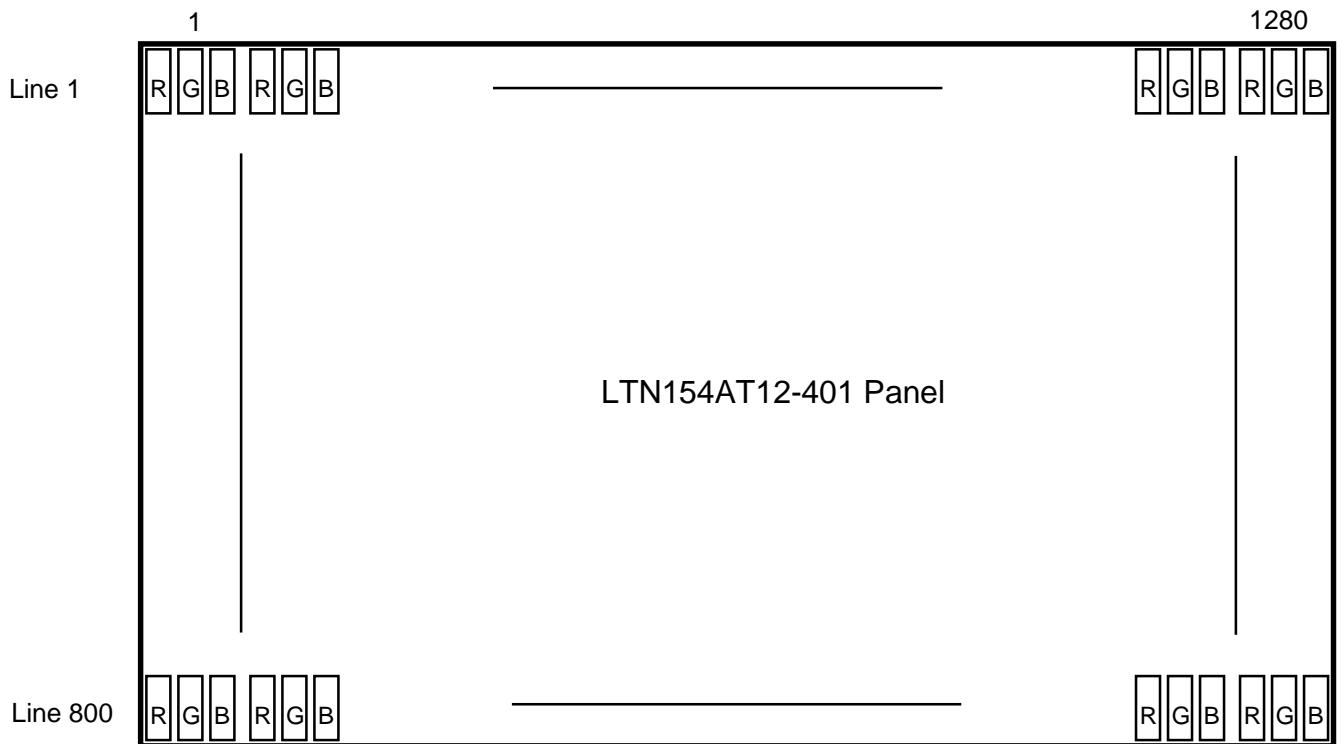 1 1280
Line 1 R G B R G B R G B R G B
LTN154AT12-401 Panel
Line 800 R G B R G B R G B R G B